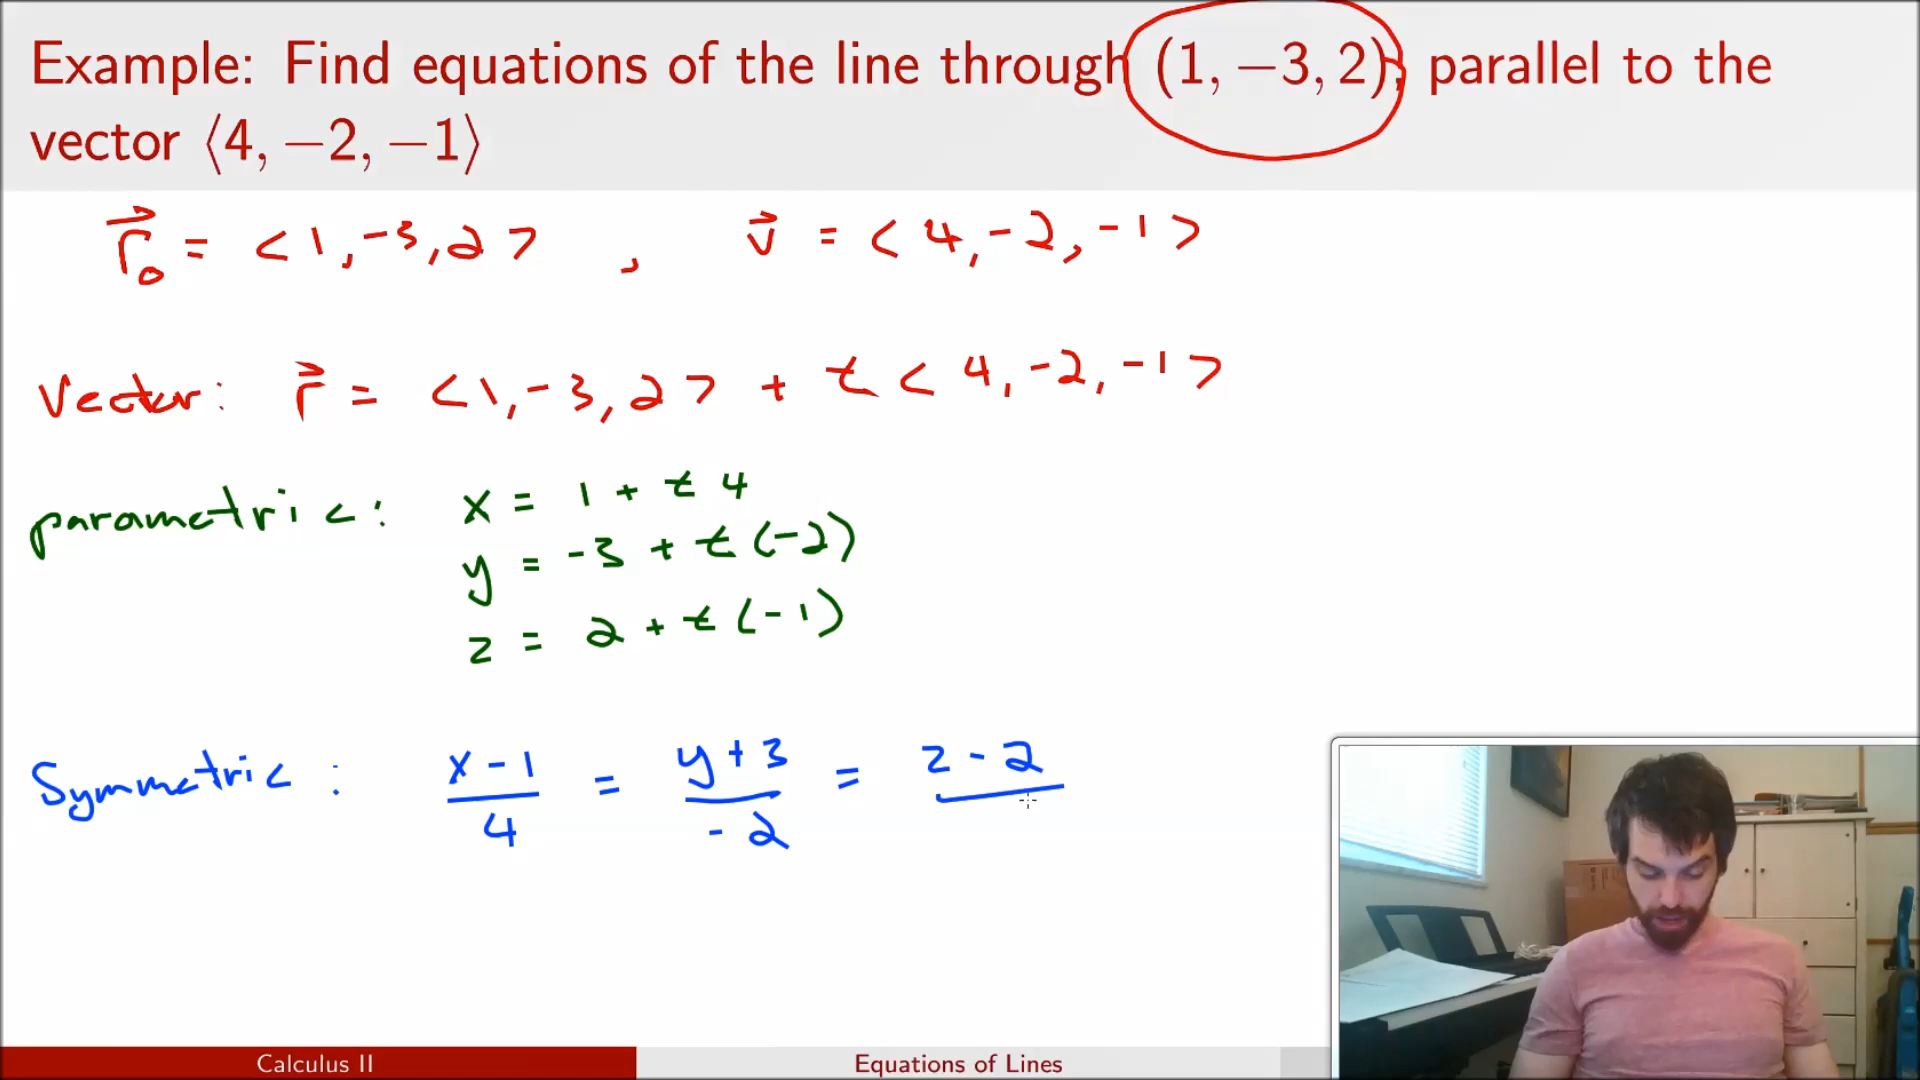 Example: Find equations of the line through (1, −3, 2), parallel to the
vector ⟨4, −2, −1⟩
r⃗₀ = <1, -3, 2> , v⃗ = <4, -2, -1>
Vector: r⃗ = <1, -3, 2> + t <4, -2, -1>
parametric: x = 1 + t 4
y = -3 + t (-2)
z = 2 + t (-1)
Symmetric: x - 1 / 4 = y + 3 / -2 = z - 2 /
Calculus II Equations of Lines